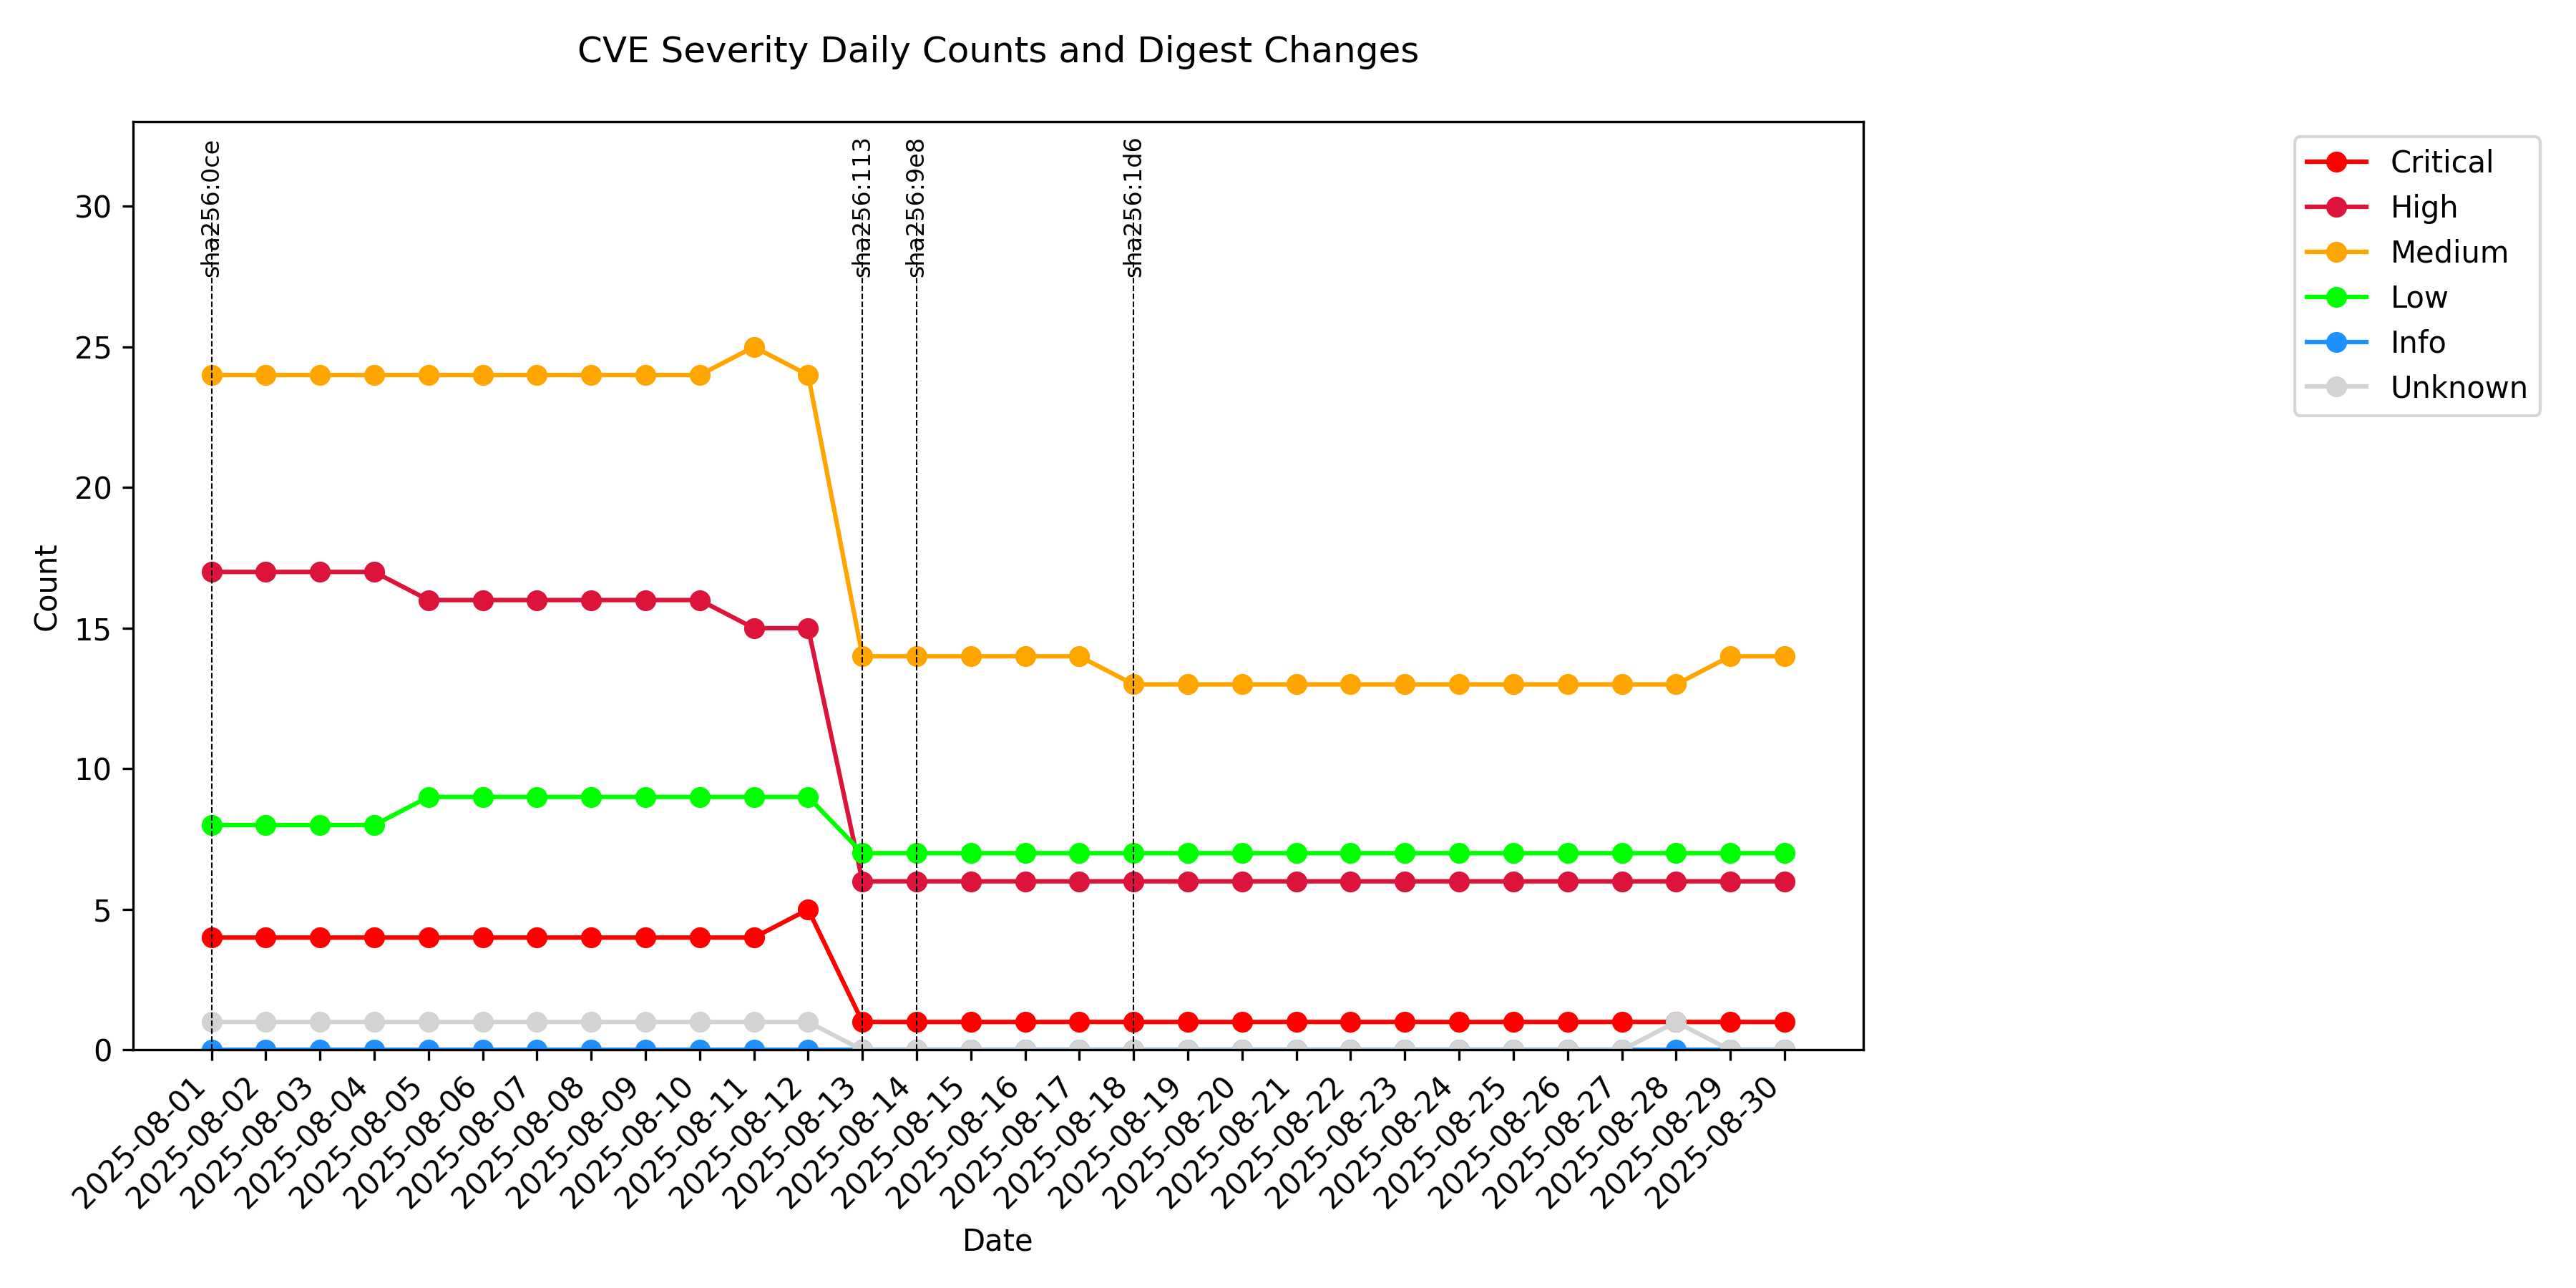 CVE Severity Daily Counts and Digest Changes
sha256:0ce
sha256:113
sha256:9e8
sha256:1d6
Critical
High
Medium
Low
Info
Unknown
Count
30
25
20
15
10
5
0
2025-08-01
2025-08-02
2025-08-03
2025-08-04
2025-08-05
2025-08-06
2025-08-07
2025-08-08
2025-08-09
2025-08-10
2025-08-11
2025-08-12
2025-08-13
2025-08-14
2025-08-15
2025-08-16
2025-08-17
2025-08-18
2025-08-19
2025-08-20
2025-08-21
2025-08-22
2025-08-23
2025-08-24
2025-08-25
2025-08-26
2025-08-27
2025-08-28
2025-08-29
2025-08-30
Date